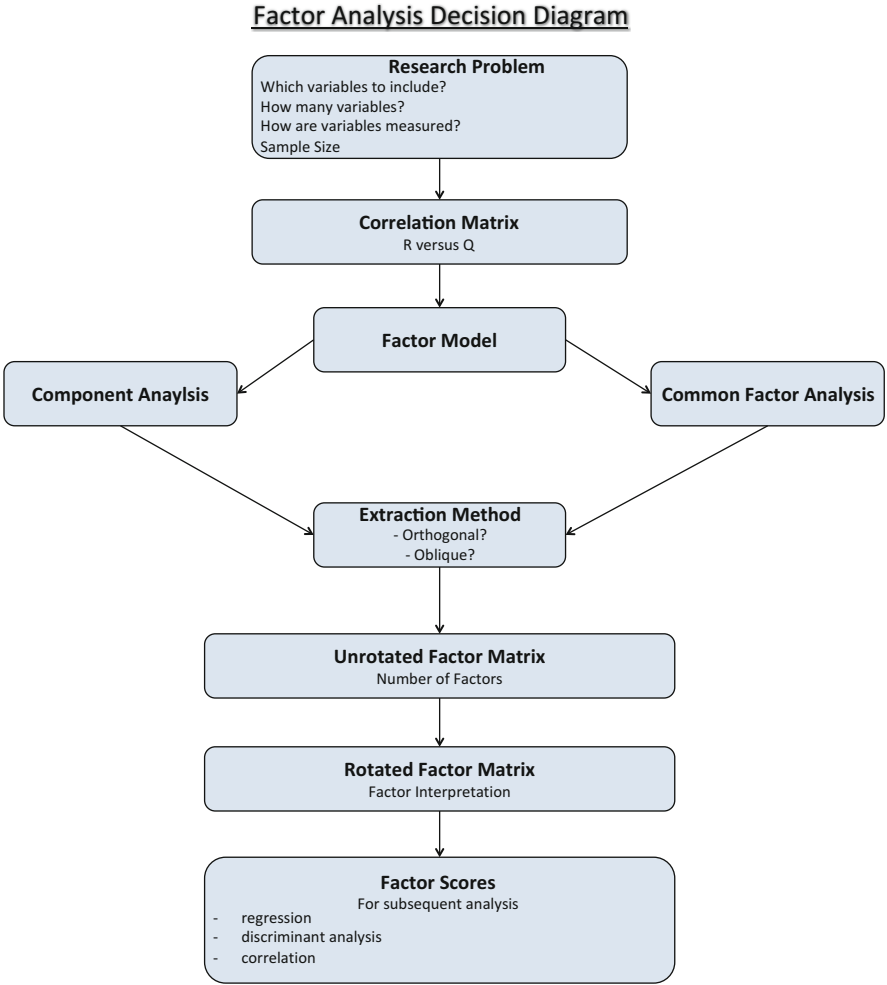 Factor Analysis Decision Diagram
Research Problem
Which variables to include?
How many variables?
How are variables measured?
Sample Size
Correlation Matrix
R versus Q
Factor Model
Component Anaylsis
Common Factor Analysis
Extraction Method
- Orthogonal?
- Oblique?
Unrotated Factor Matrix
Number of Factors
Rotated Factor Matrix
Factor Interpretation
Factor Scores
For subsequent analysis
- regression
- discriminant analysis
- correlation